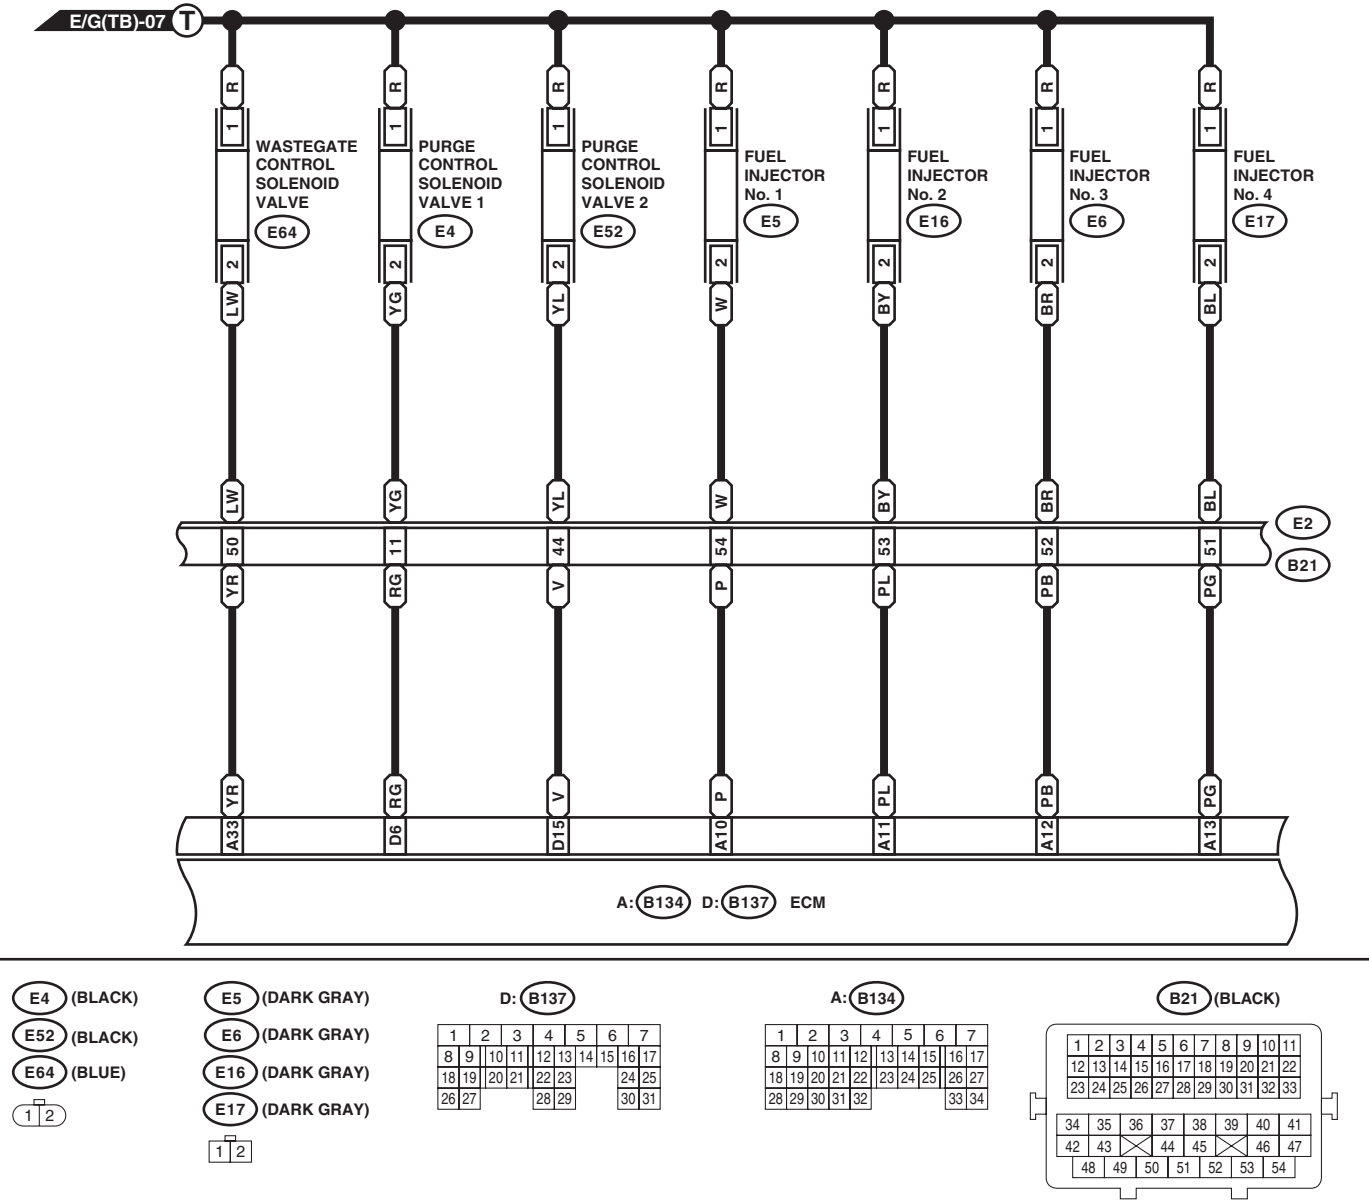 E/G(TB)-07 T
R R R R R R R
1 1 1 1 1 1 1
WASTEGATE
CONTROL
SOLENOID
VALVE
E64
PURGE
CONTROL
SOLENOID
VALVE 1
E4
PURGE
CONTROL
SOLENOID
VALVE 2
E52
FUEL
INJECTOR
No. 1
E5
FUEL
INJECTOR
No. 2
E16
FUEL
INJECTOR
No. 3
E6
FUEL
INJECTOR
No. 4
E17
2 2 2 2 2 2 2
LW YG YL W BY BR BL
LW YG YL W BY BR BL
E2
50 11 44 54 53 52 51
B21
YR RG V P PL PB PG
YR RG V P PL PB PG
A33 D6 D15 A10 A11 A12 A13
A: B134 D: B137 ECM
E4 (BLACK)
E52 (BLACK)
E64 (BLUE)
1 2
E5 (DARK GRAY)
E6 (DARK GRAY)
E16 (DARK GRAY)
E17 (DARK GRAY)
1 2
D: B137
1 2 3 4 5 6 7
8 9 10 11 12 13 14 15 16 17
18 19 20 21 22 23 24 25
26 27 28 29 30 31
A: B134
1 2 3 4 5 6 7
8 9 10 11 12 13 14 15 16 17
18 19 20 21 22 23 24 25 26 27
28 29 30 31 32 33 34
B21 (BLACK)
1 2 3 4 5 6 7 8 9 10 11
12 13 14 15 16 17 18 19 20 21 22
23 24 25 26 27 28 29 30 31 32 33
34 35 36 37 38 39 40 41
42 43 44 45 46 47
48 49 50 51 52 53 54